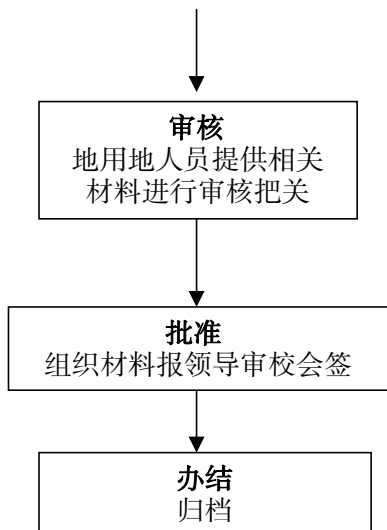 审核
地用地人员提供相关
材料进行审核把关
批准
组织材料报领导审校会签
办结
归档